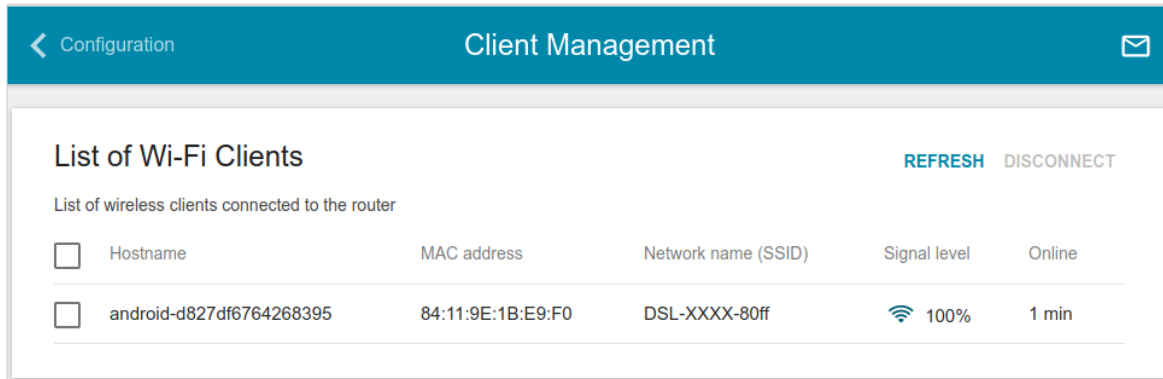 Configuration Client Management
List of Wi-Fi Clients REFRESH DISCONNECT
List of wireless clients connected to the router
Hostname MAC address Network name (SSID) Signal level Online
android-d827df6764268395 84:11:9E:1B:E9:F0 DSL-XXXX-80ff 100% 1 min